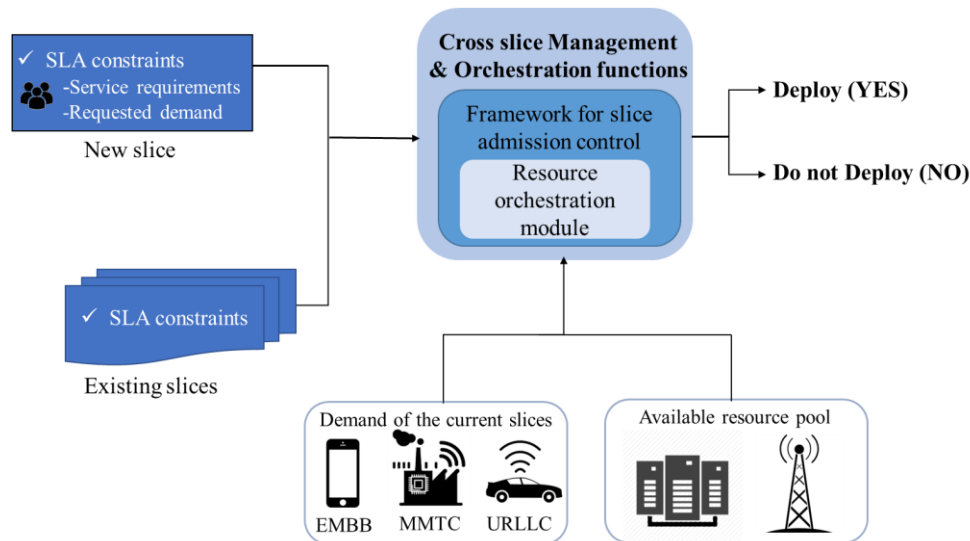 ✓ SLA constraints
-Service requirements
-Requested demand
New slice
✓ SLA constraints
Existing slices
Cross slice Management
& Orchestration functions
Framework for slice
admission control
Resource
orchestration
module
Deploy (YES)
Do not Deploy (NO)
Demand of the current slices
EMBB
MMTC
URLLC
Available resource pool